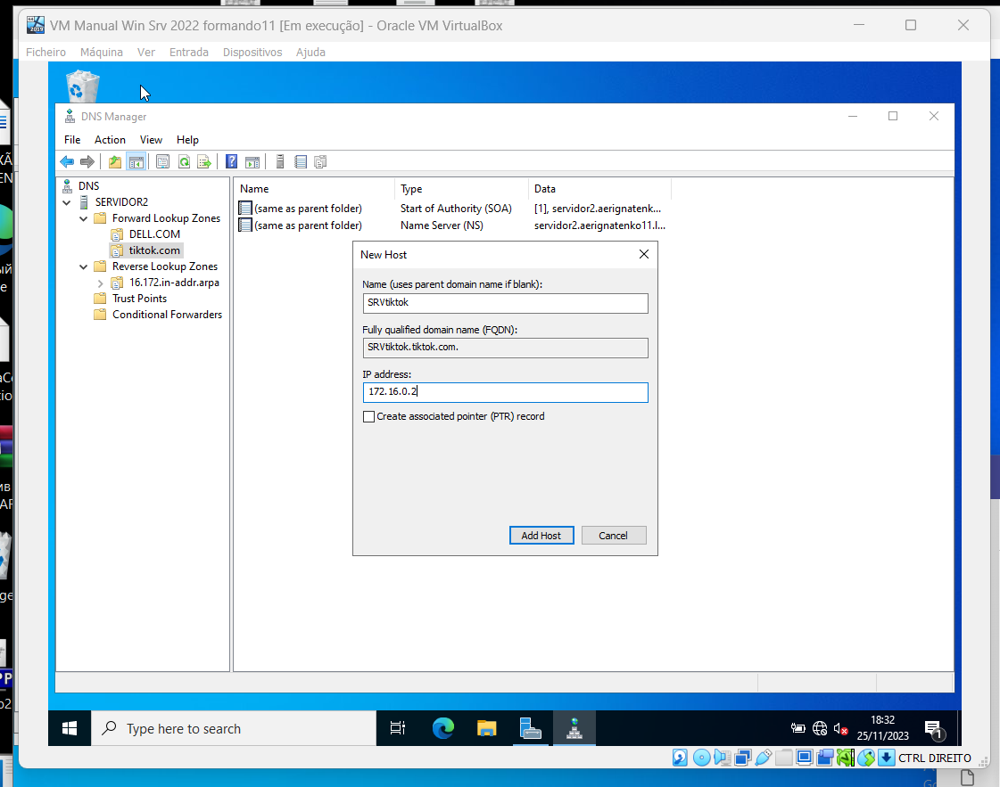 VM Manual Win Srv 2022 formando11 [Em execução] - Oracle VM VirtualBox
Ficheiro Máquina Ver Entrada Dispositivos Ajuda
DNS Manager
File Action View Help
DNS
SERVIDOR2
Forward Lookup Zones
DELL.COM
tiktok.com
Reverse Lookup Zones
16.172.in-addr.arpa
Trust Points
Conditional Forwarders
Name Type Data
(same as parent folder) Start of Authority (SOA) [1], servidor2.aerignatenk...
(same as parent folder) Name Server (NS) servidor2.aerignatenko11.l...
New Host
Name (uses parent domain name if blank):
SRVtiktok
Fully qualified domain name (FQDN):
SRVtiktok.tiktok.com.
IP address:
172.16.0.2
Create associated pointer (PTR) record
Add Host Cancel
Type here to search
18:32
25/11/2023
1
CTRL DIREITO